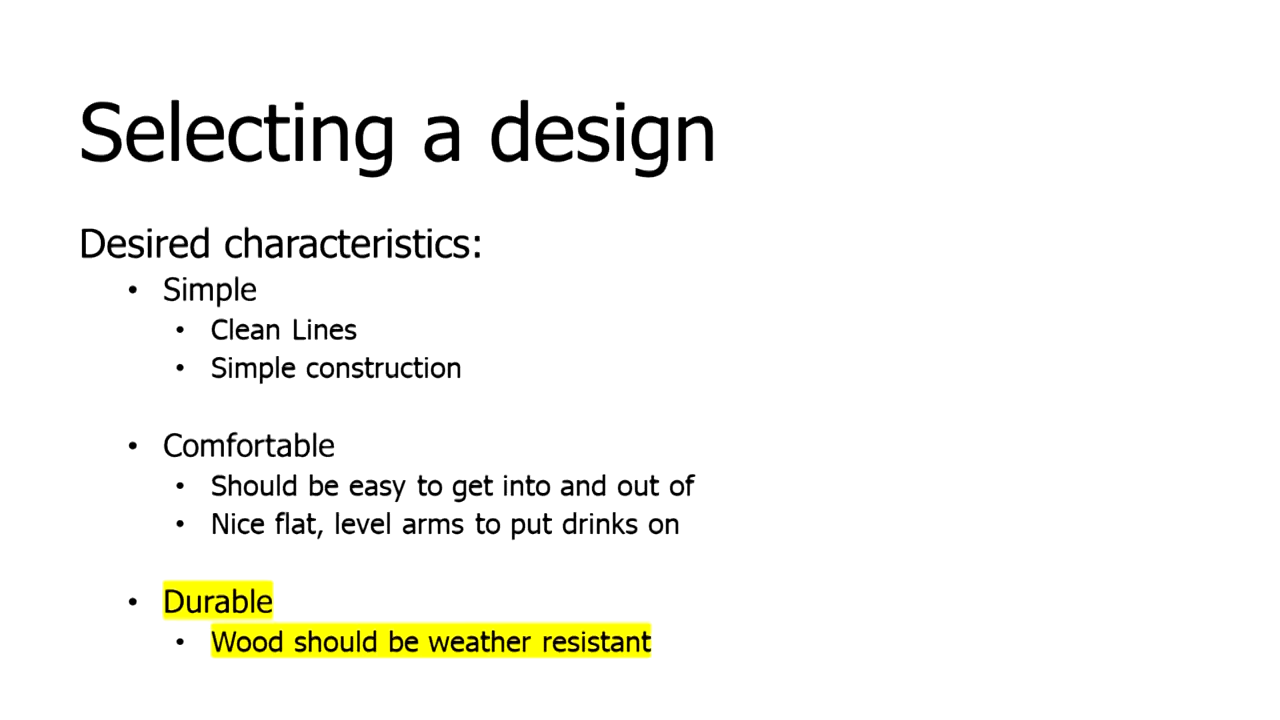 Selecting a design
Desired characteristics:
• Simple
• Clean Lines
• Simple construction
• Comfortable
• Should be easy to get into and out of
• Nice flat, level arms to put drinks on
• Durable
• Wood should be weather resistant